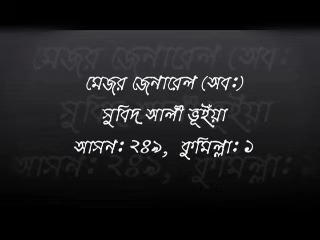 মেজর জেনারেল (অবঃ)
সুবিদ আলী ভূইয়া
আসনঃ ২৪৯, কুমিল্লাঃ ১